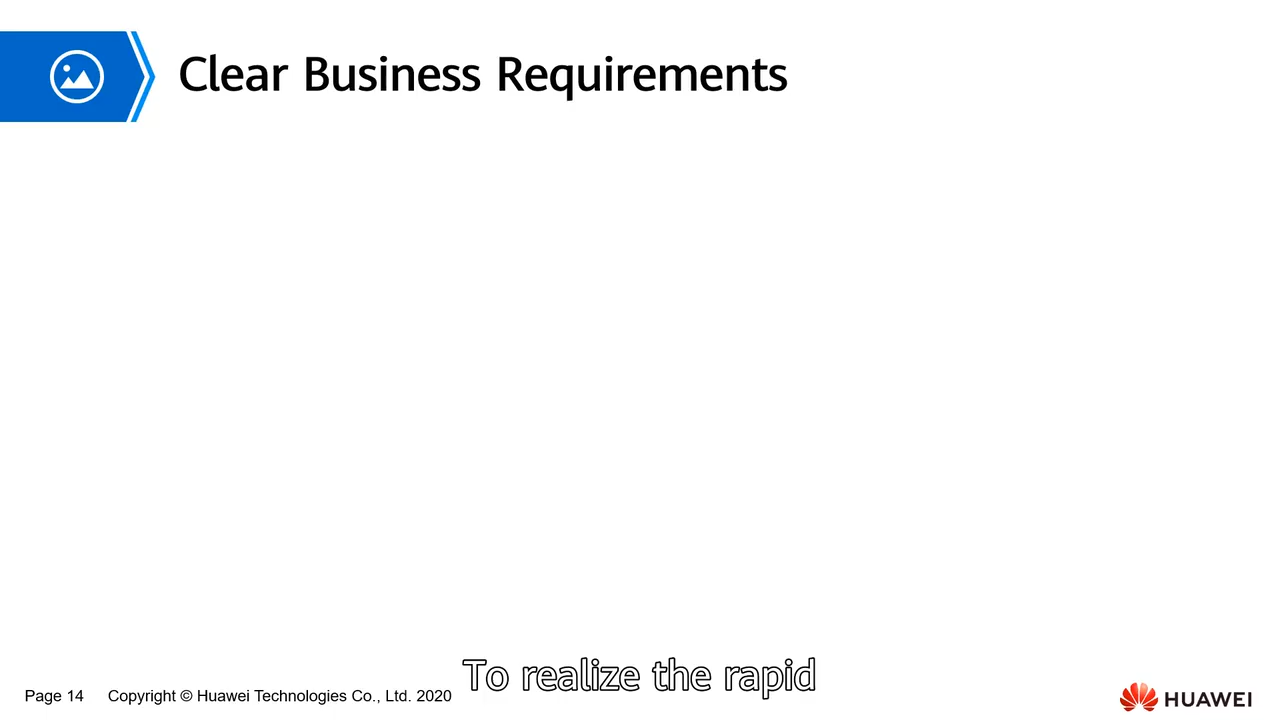 Clear Business Requirements
To realize the rapid
Page 14 Copyright © Huawei Technologies Co., Ltd. 2020
HUAWEI